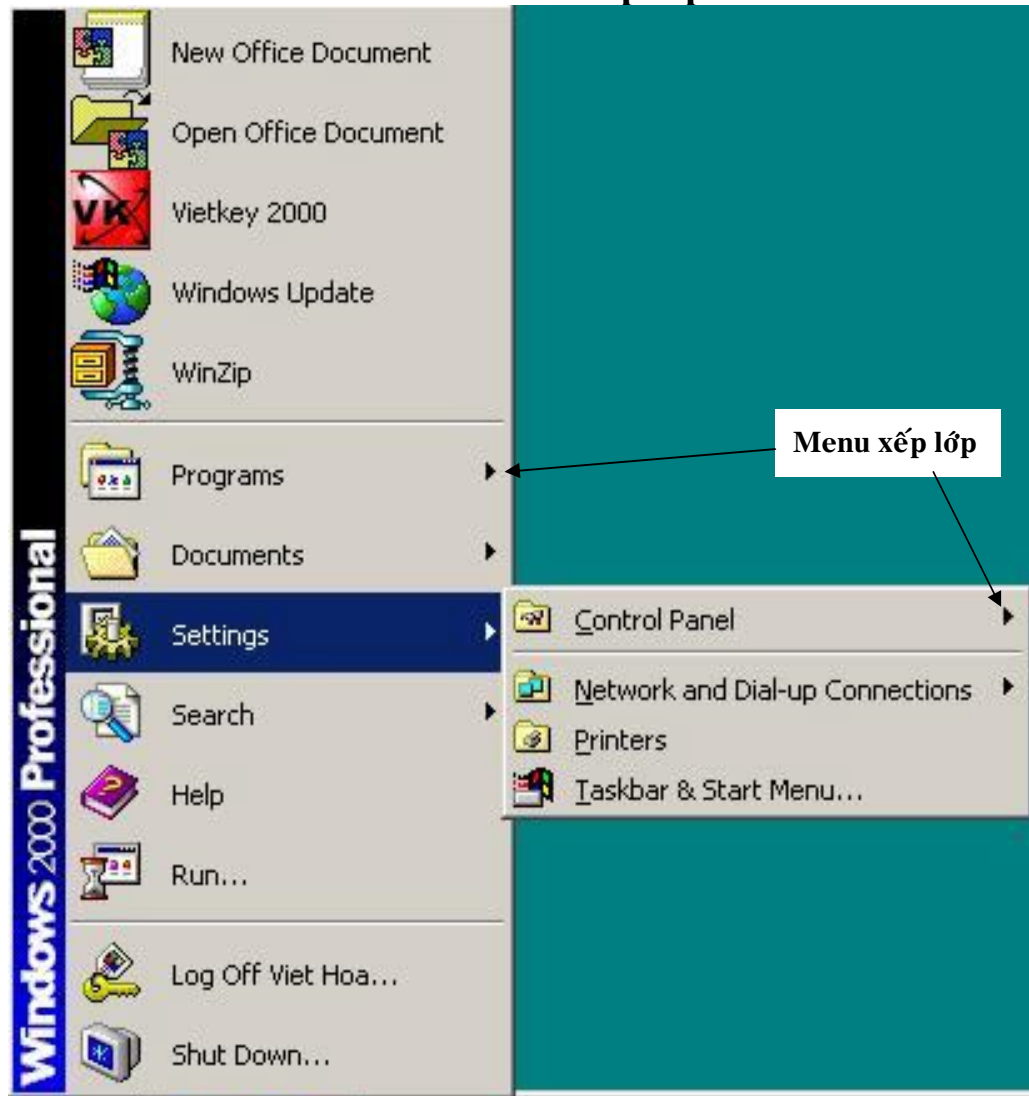 New Office Document
Open Office Document
VK
Vietkey 2000
Windows Update
WinZip
Menu xếp lớp
Programs
Documents
Settings
Control Panel
Search
Network and Dial-up Connections
Printers
Help
Taskbar & Start Menu...
Run...
Log Off Viet Hoa...
Shut Down...
Windows 2000 Professional